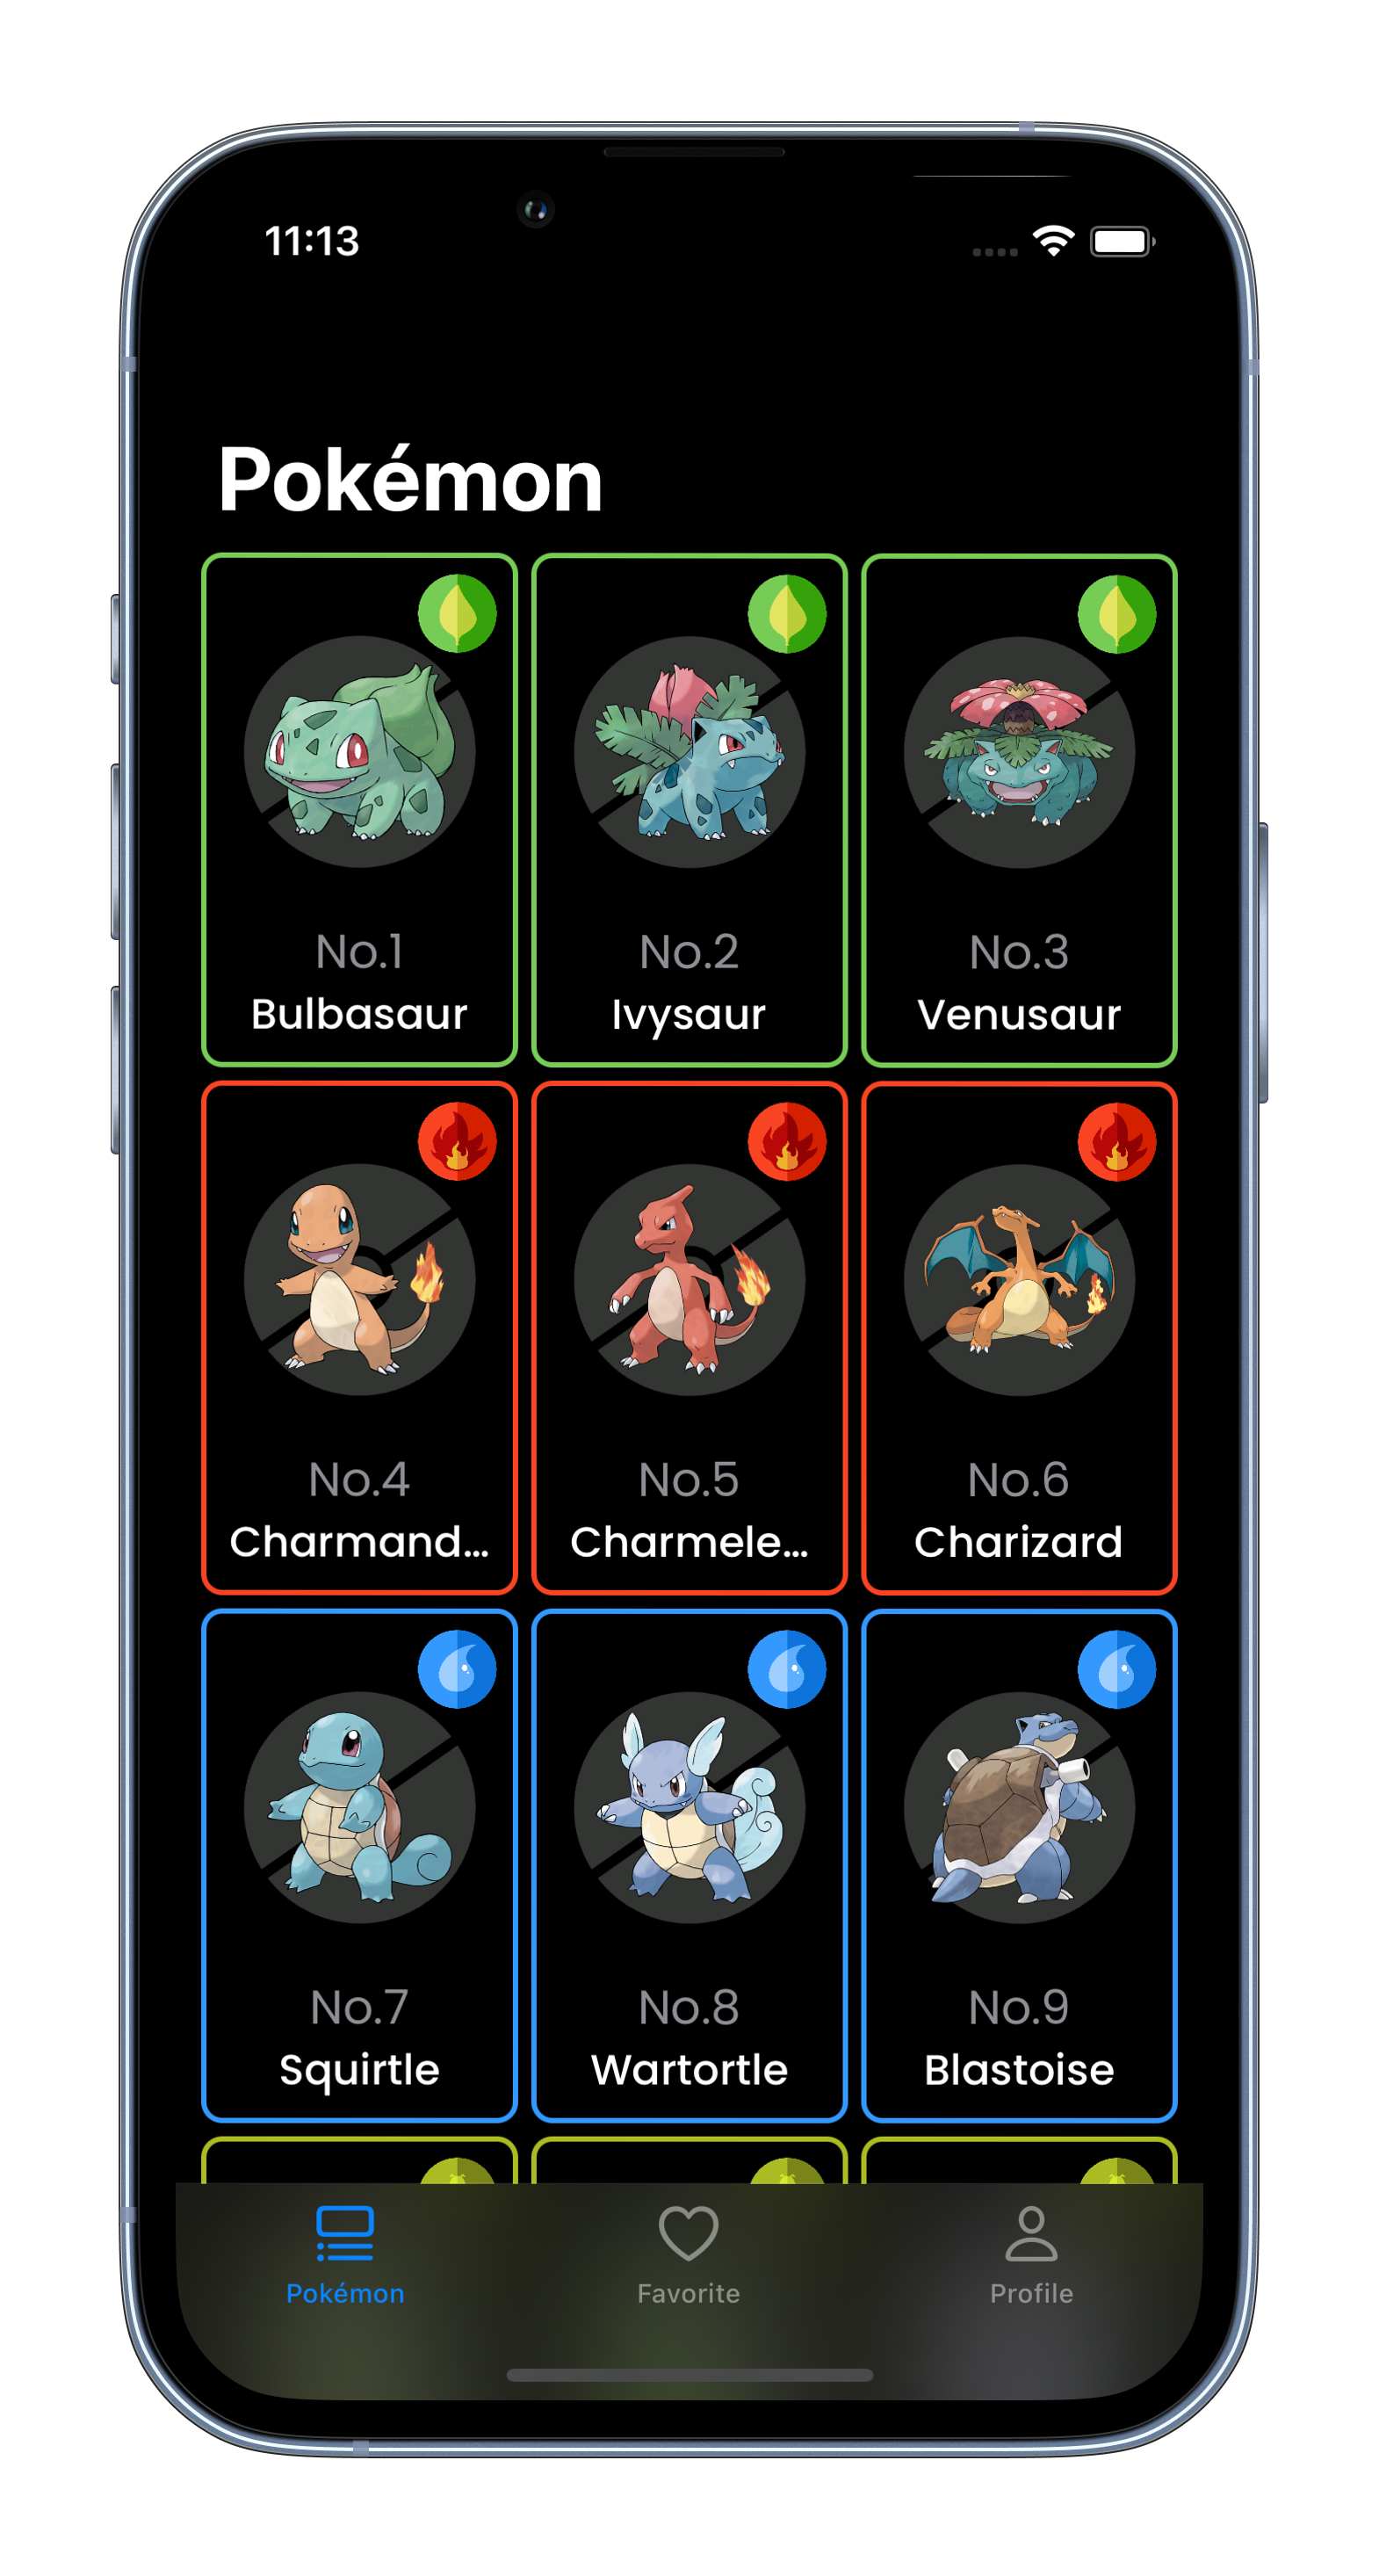 11:13
Pokémon
No.1
Bulbasaur
No.2
Ivysaur
No.3
Venusaur
No.4
Charmand...
No.5
Charmele...
No.6
Charizard
No.7
Squirtle
No.8
Wartortle
No.9
Blastoise
Pokémon
Favorite
Profile